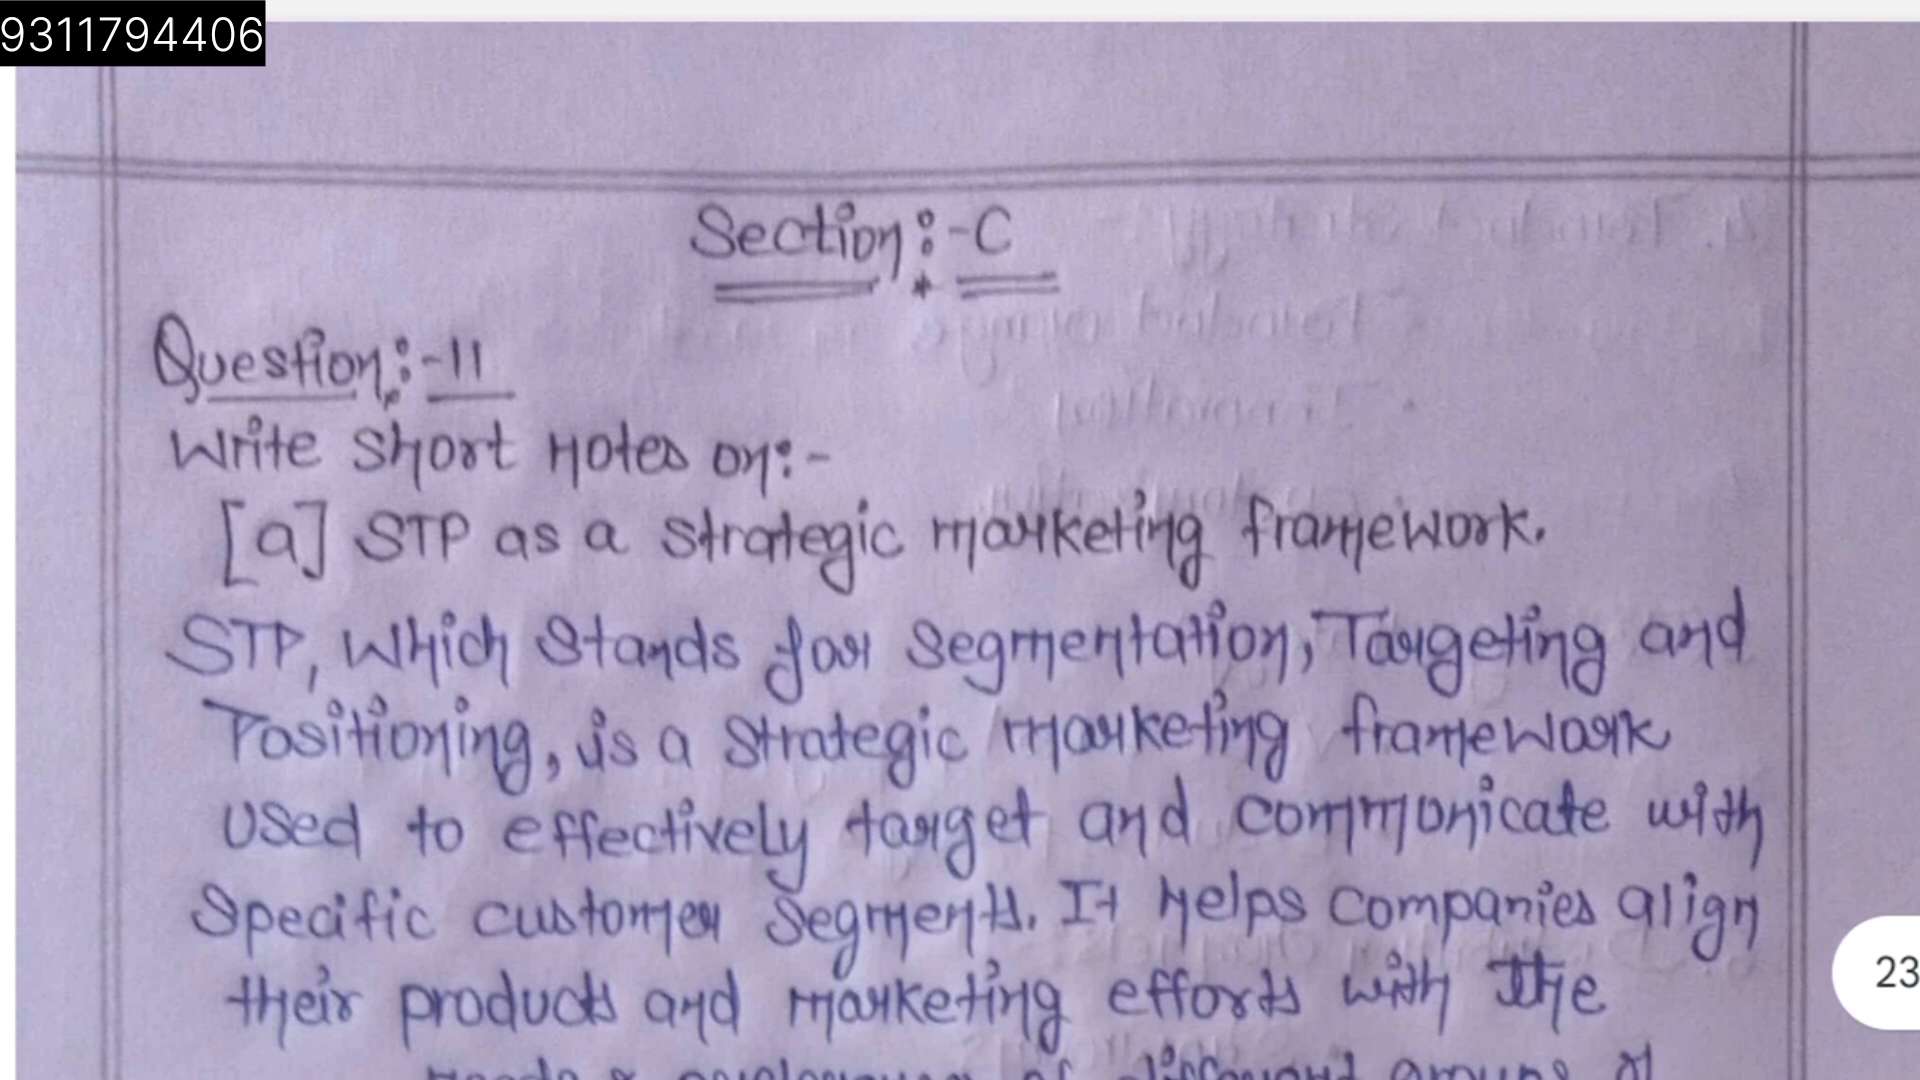 9311794406
Section:-C
Question:-11
Write short notes on:-
[a] STP as a strategic marketing framework.
STP, which stands for segmentation, Targeting and
Positioning, is a strategic marketing framework
used to effectively target and communicate with
specific customer segments. It helps companies align
their products and marketing efforts with the
23